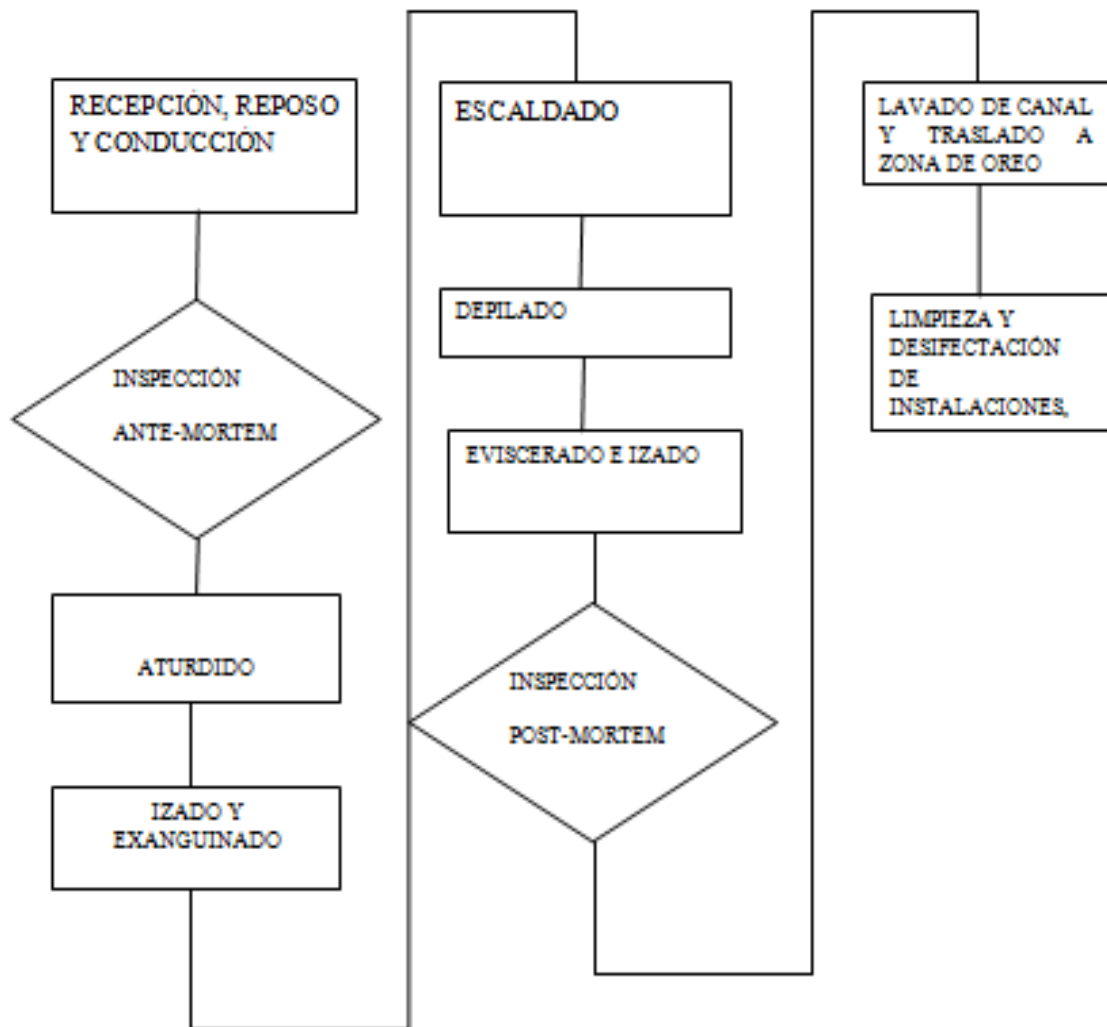 RECEPCIÓN, REPOSO
Y CONDUCCIÓN
INSPECCIÓN
ANTE-MORTEM
ATURDIDO
IZADO Y
EXANGUINADO
ESCALDADO
DEPILADO
EVISCERADO E IZADO
INSPECCIÓN
POST-MORTEM
LAVADO DE CANAL
Y TRASLADO A
ZONA DE OREO
LIMPIEZA Y
DESIFECTACIÓN
DE
INSTALACIONES,